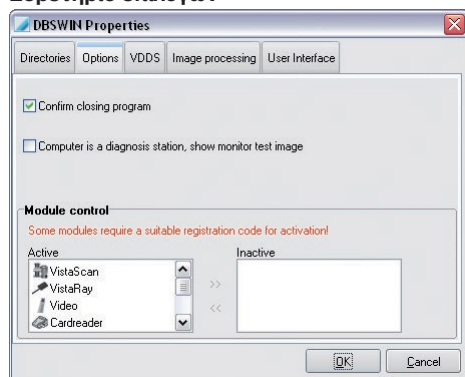 DBSWIN Properties
Directories Options VDDS Image processing User Interface
Confirm closing program
Computer is a diagnosis station, show monitor test image
Module control
Some modules require a suitable registration code for activation!
Active Inactive
VistaScan
VistaRay
>>
Video
<<
Cardreader
OK Cancel